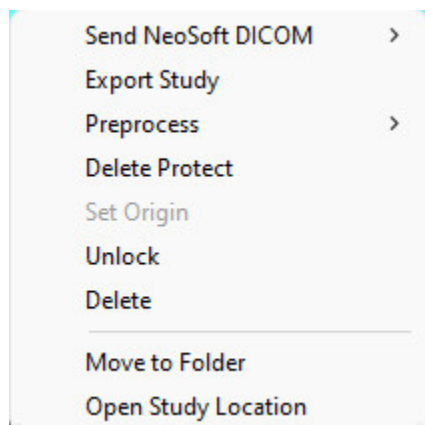 Send NeoSoft DICOM
Export Study
Preprocess
Delete Protect
Set Origin
Unlock
Delete
Move to Folder
Open Study Location